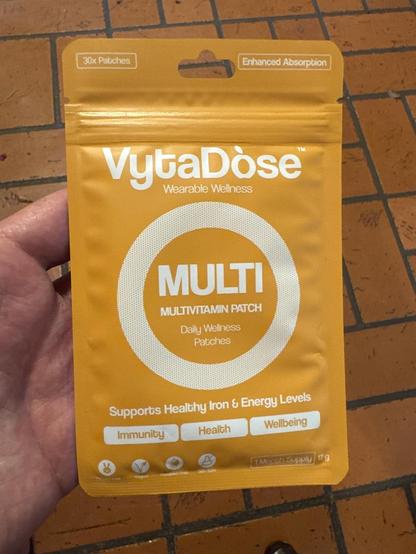 30x Patches
Enhanced Absorption
VytaDòse™
Wearable Wellness
MULTI
MULTIVITAMIN PATCH
Daily Wellness
Patches
Supports Healthy Iron & Energy Levels
Immunity
Health
Wellbeing
1 Month Supply